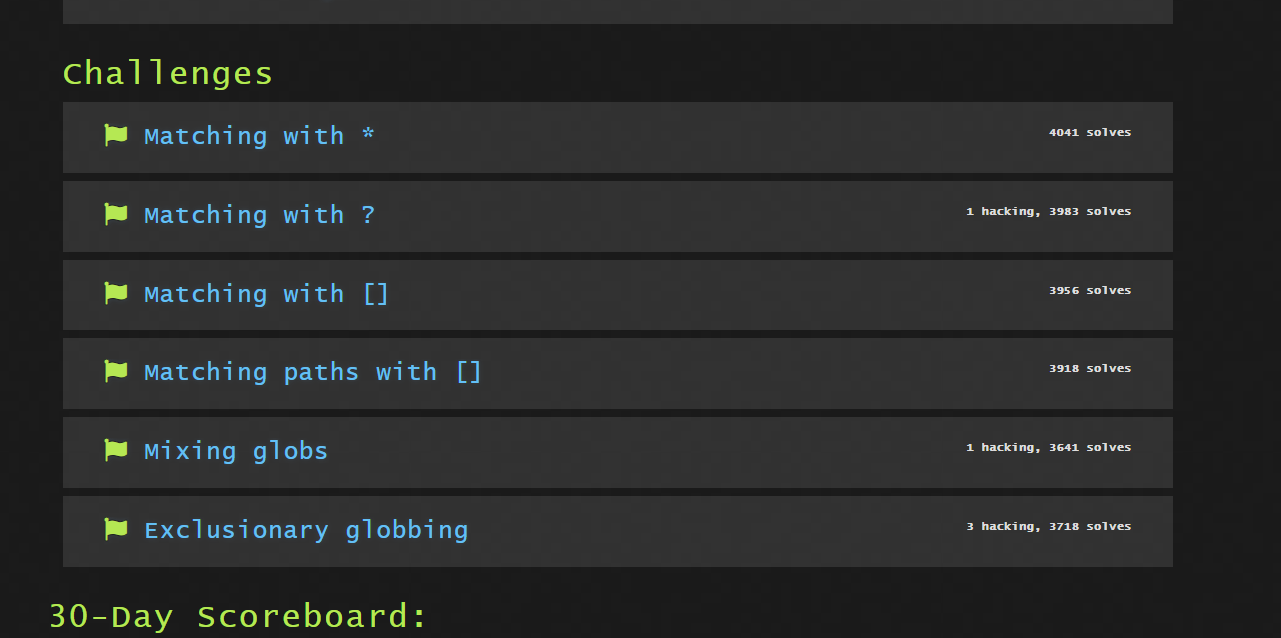 Challenges
Matching with * 4041 solves
Matching with ? 1 hacking, 3983 solves
Matching with [] 3956 solves
Matching paths with [] 3918 solves
Mixing globs 1 hacking, 3641 solves
Exclusionary globbing 3 hacking, 3718 solves
30-Day Scoreboard: